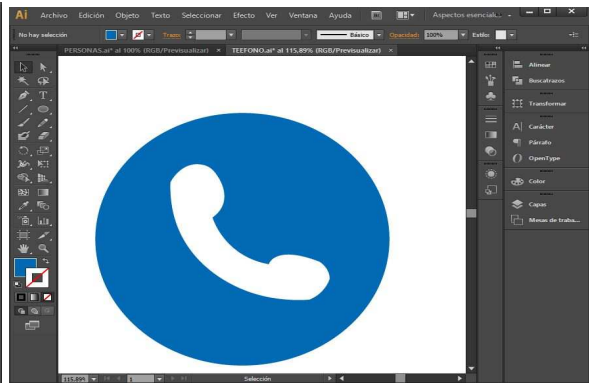 Ai Archivo Edición Objeto Texto Seleccionar Efecto Ver Ventana Ayuda Br Aspectos esenciale...
No hay selección Trazo: Básico Opacidad: 100% Estilo:
PERSONAS.ai* al 100% (RGB/Previsualizar) × TEEFONO.ai* al 115,89% (RGB/Previsualizar) ×
Alinear
Buscatrazos
Transformar
Carácter
Párrafo
OpenType
Color
Capas
Mesas de traba...
115,89% 1 Selección